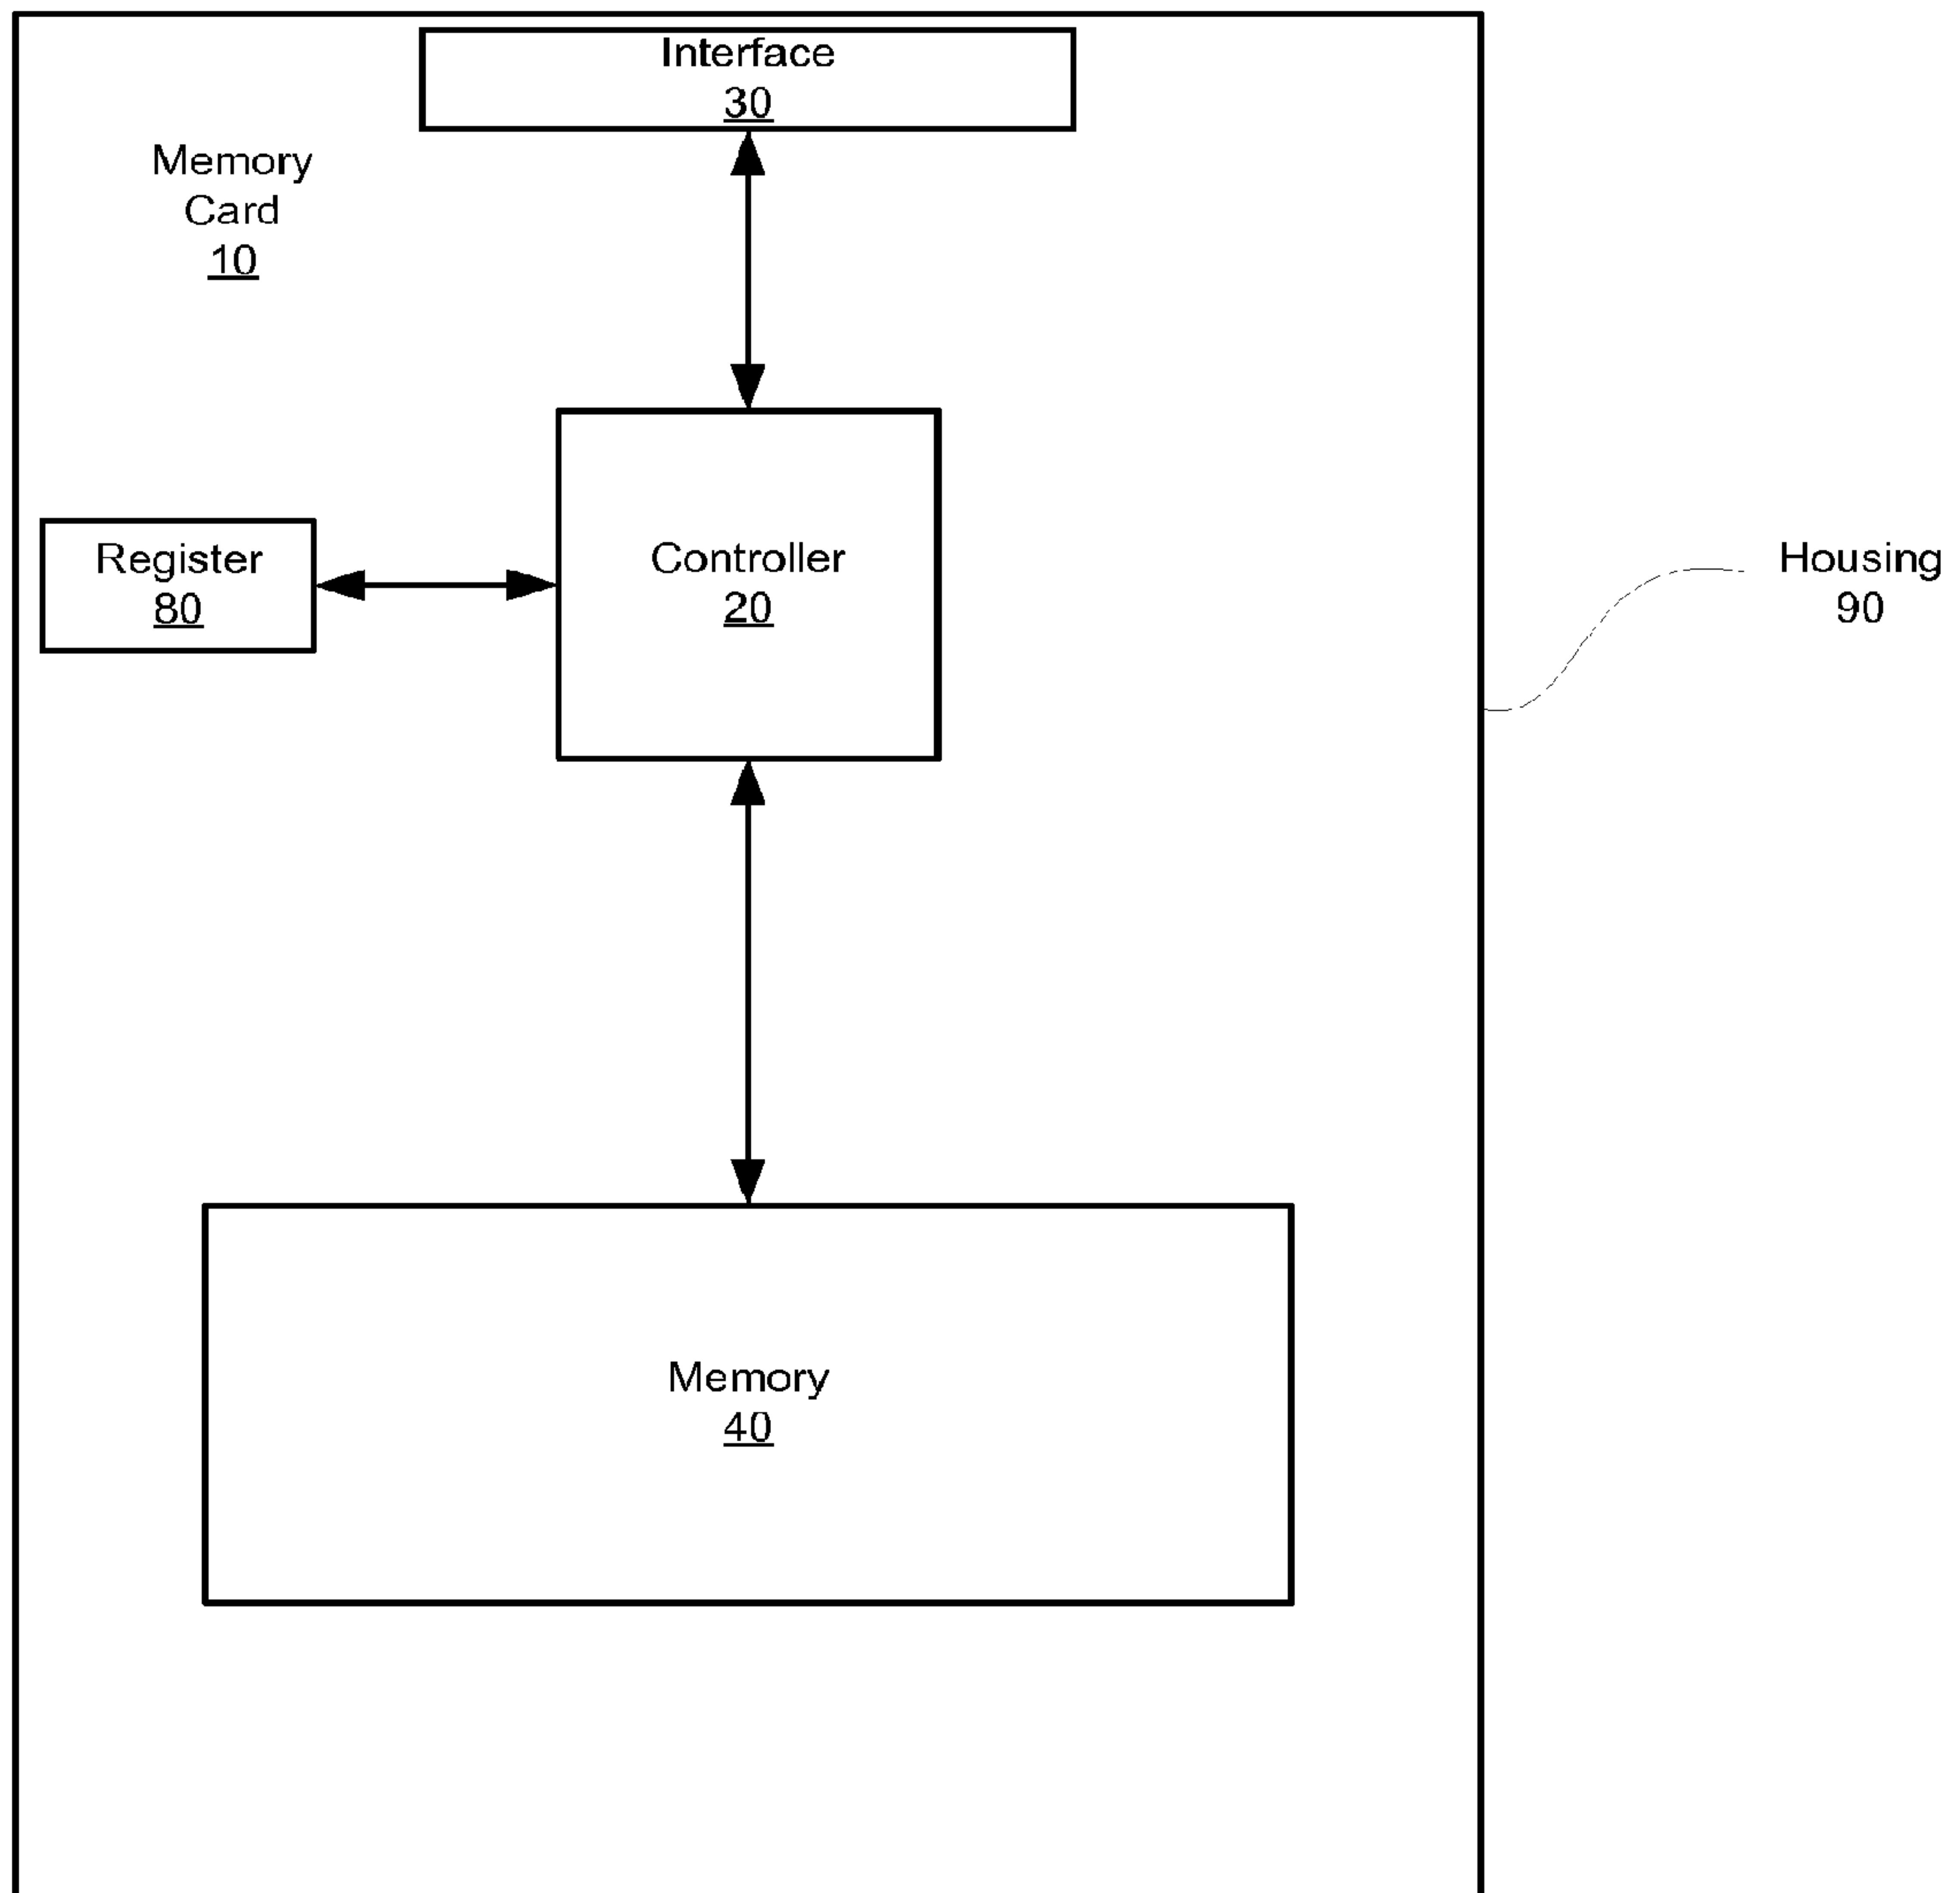 Interface
30
Memory
Card
10
Register
80
Controller
20
Housing
90
Memory
40